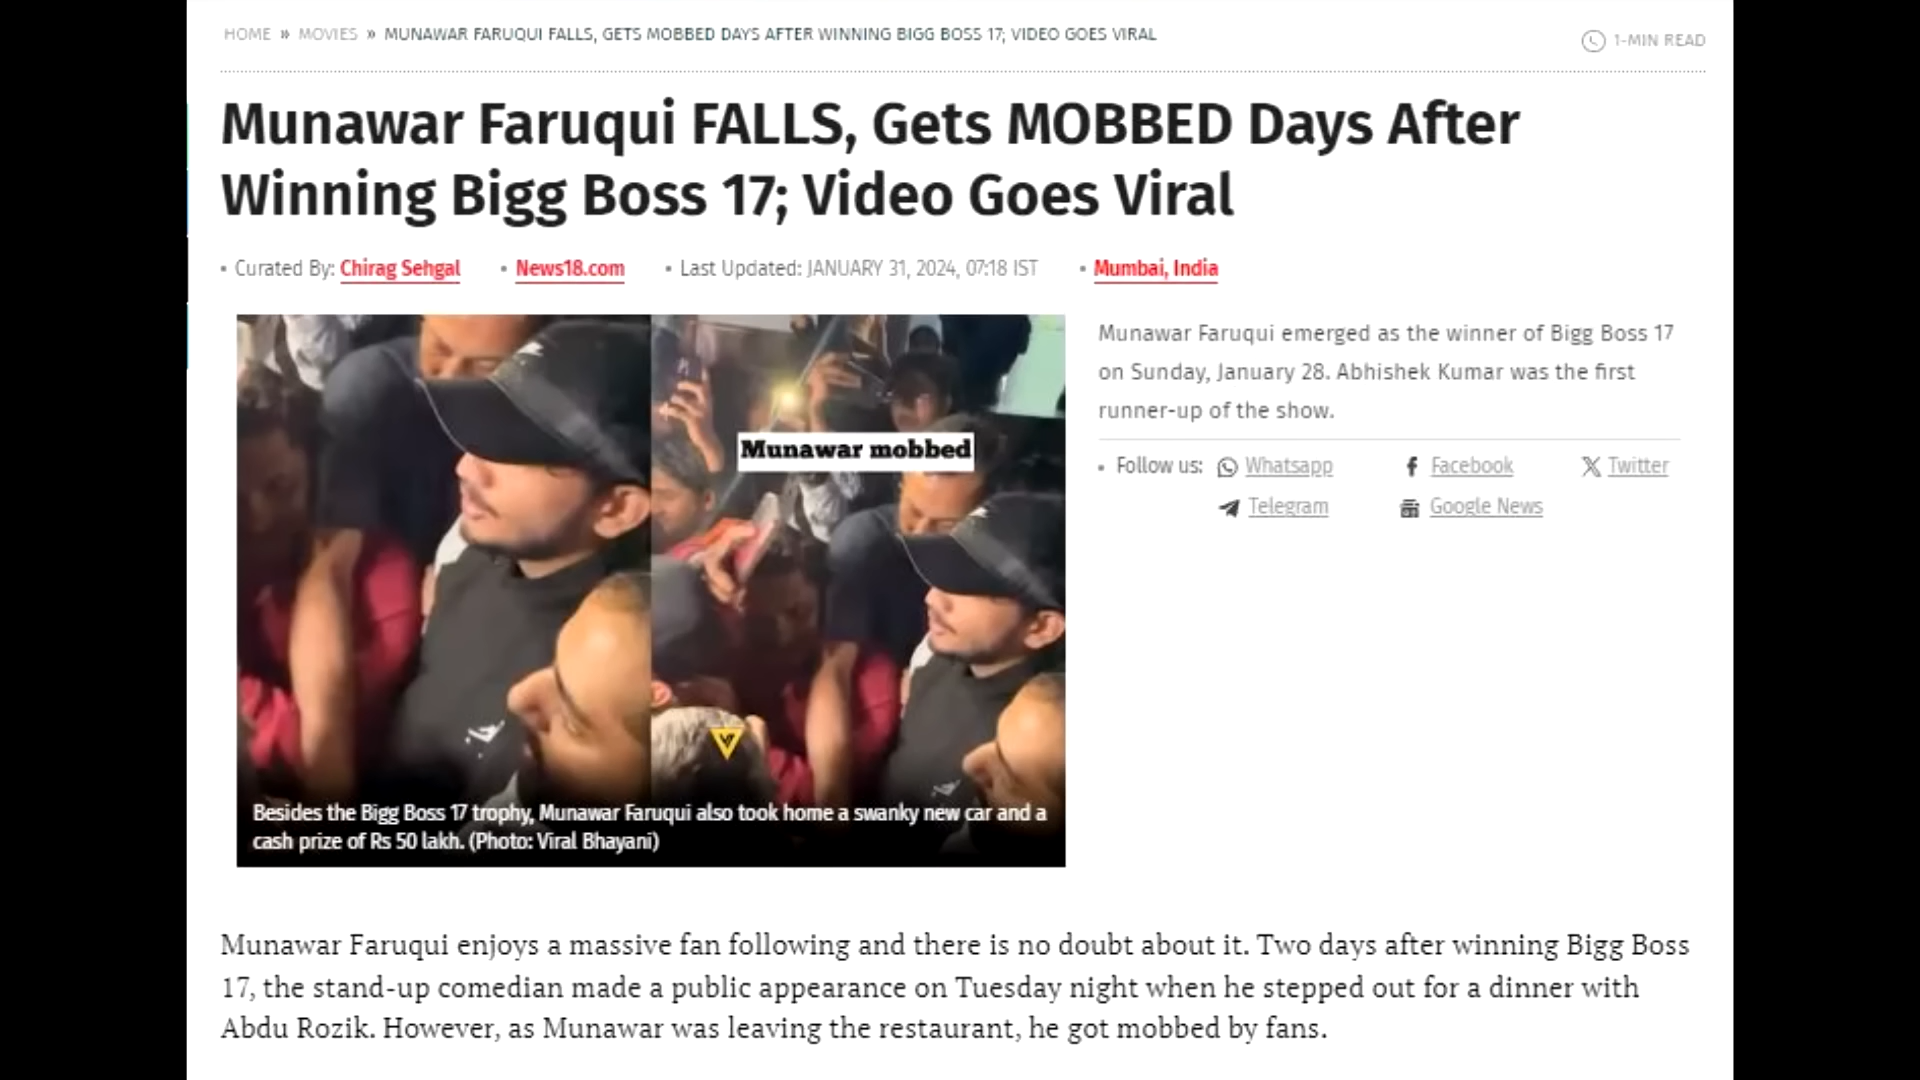 HOME » MOVIES » MUNAWAR FARUQUI FALLS, GETS MOBBED DAYS AFTER WINNING BIGG BOSS 17; VIDEO GOES VIRAL
1-MIN READ
Munawar Faruqui FALLS, Gets MOBBED Days After
Winning Bigg Boss 17; Video Goes Viral
• Curated By: Chirag Sehgal • News18.com • Last Updated: JANUARY 31, 2024, 07:18 IST • Mumbai, India
Munawar mobbed
Besides the Bigg Boss 17 trophy, Munawar Faruqui also took home a swanky new car and a
cash prize of Rs 50 lakh. (Photo: Viral Bhayani)
Munawar Faruqui emerged as the winner of Bigg Boss 17
on Sunday, January 28. Abhishek Kumar was the first
runner-up of the show.
• Follow us: Whatsapp Facebook Twitter
Telegram Google News
Munawar Faruqui enjoys a massive fan following and there is no doubt about it. Two days after winning Bigg Boss
17, the stand-up comedian made a public appearance on Tuesday night when he stepped out for a dinner with
Abdu Rozik. However, as Munawar was leaving the restaurant, he got mobbed by fans.